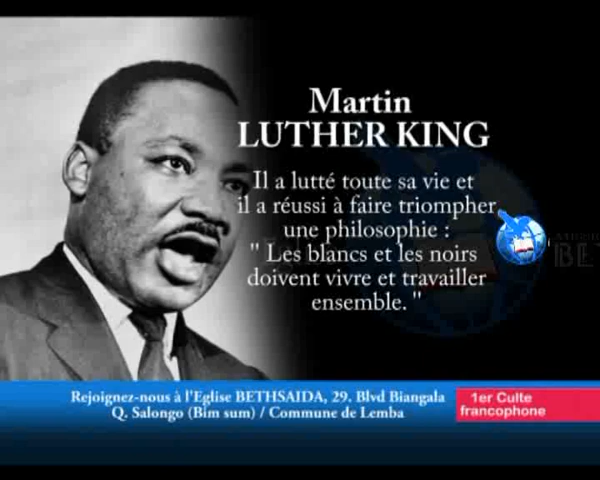 Martin
LUTHER KING
Il a lutté toute sa vie et
il a réussi à faire triompher
une philosophie :
" Les blancs et les noirs
doivent vivre et travailler
ensemble. "
Rejoignez-nous à l'Eglise BETHSAIDA, 29. Blvd Biangala
Q. Salongo (Bim sum) / Commune de Lemba
1er Culte
francophone